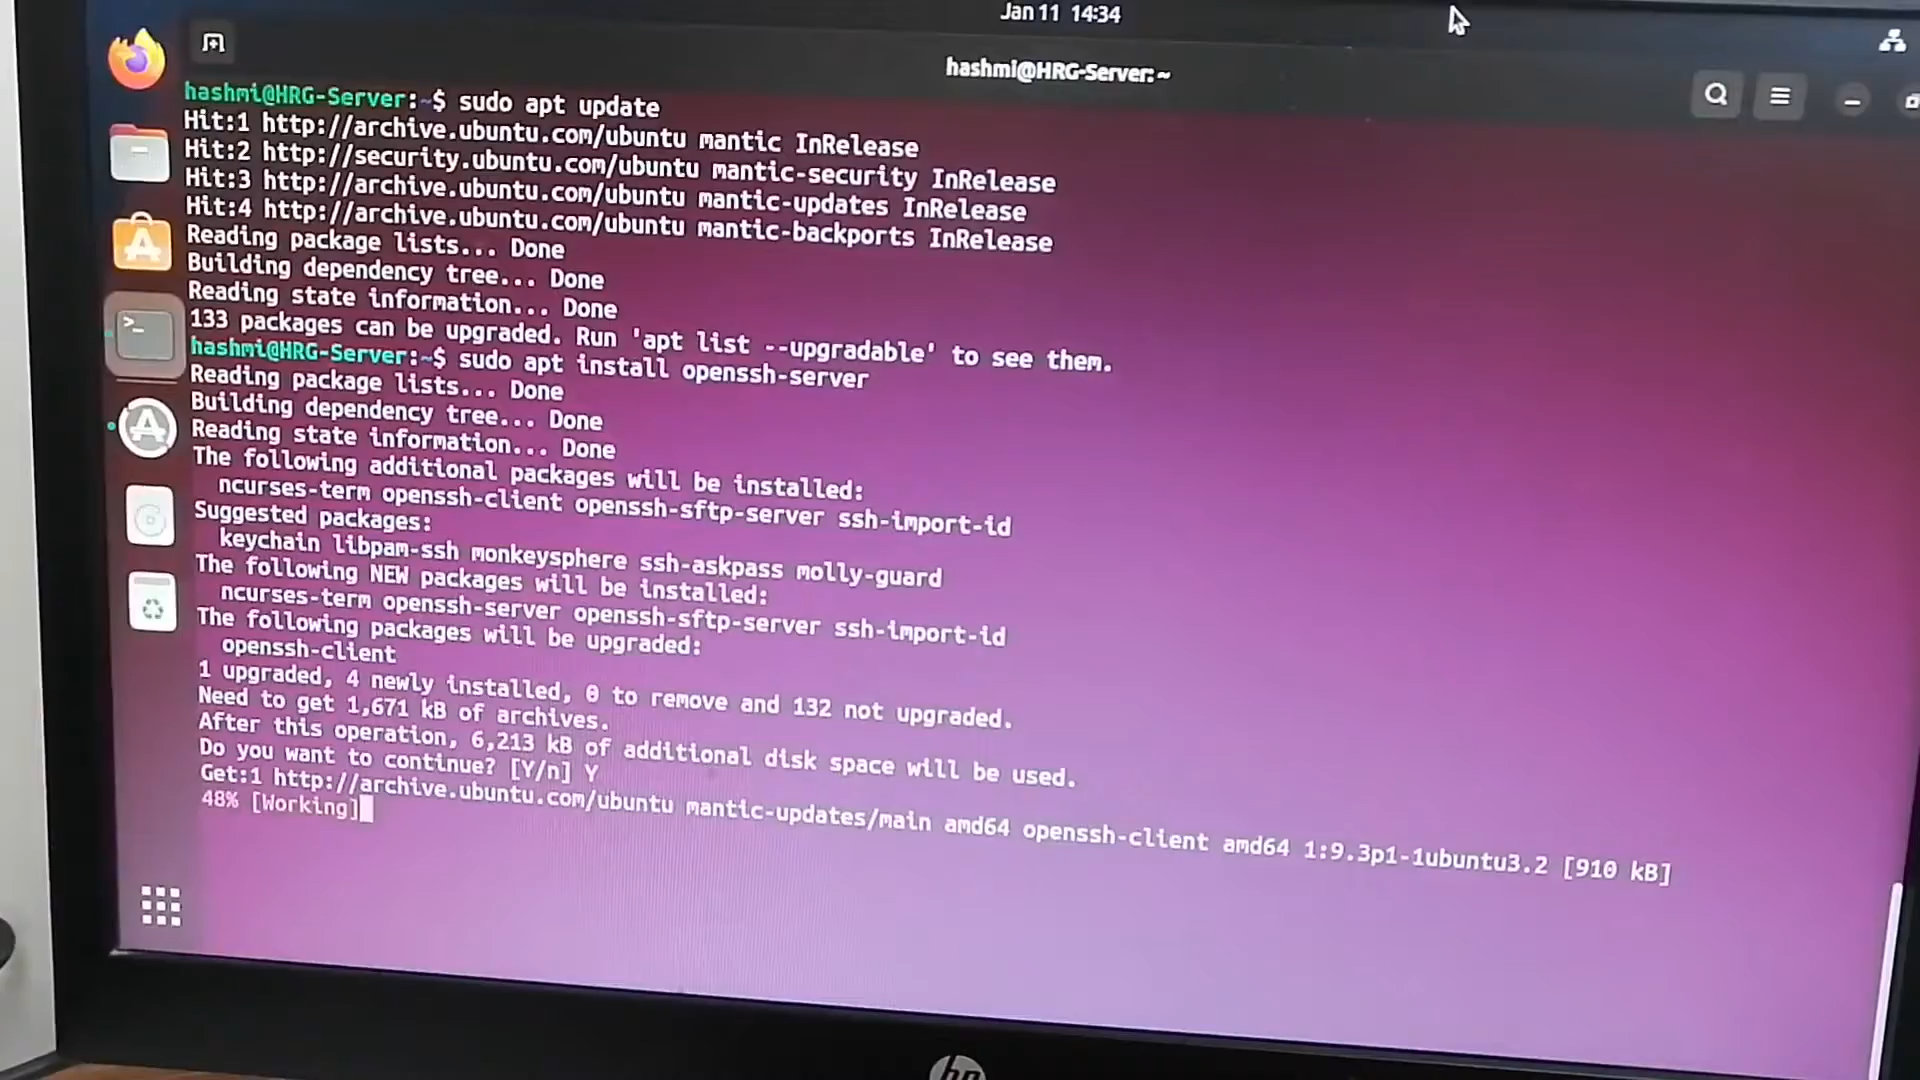 Jan 11 14:34
hashmi@HRG-Server: ~
hashmi@HRG-Server:~$ sudo apt update
Hit:1 http://archive.ubuntu.com/ubuntu mantic InRelease
Hit:2 http://security.ubuntu.com/ubuntu mantic-security InRelease
Hit:3 http://archive.ubuntu.com/ubuntu mantic-updates InRelease
Hit:4 http://archive.ubuntu.com/ubuntu mantic-backports InRelease
Reading package lists... Done
Building dependency tree... Done
Reading state information... Done
133 packages can be upgraded. Run 'apt list --upgradable' to see them.
hashmi@HRG-Server:~$ sudo apt install openssh-server
Reading package lists... Done
Building dependency tree... Done
Reading state information... Done
The following additional packages will be installed:
ncurses-term openssh-client openssh-sftp-server ssh-import-id
Suggested packages:
keychain libpam-ssh monkeysphere ssh-askpass molly-guard
The following NEW packages will be installed:
ncurses-term openssh-server openssh-sftp-server ssh-import-id
The following packages will be upgraded:
openssh-client
1 upgraded, 4 newly installed, 0 to remove and 132 not upgraded.
Need to get 1,671 kB of archives.
After this operation, 6,213 kB of additional disk space will be used.
Do you want to continue? [Y/n] Y
Get:1 http://archive.ubuntu.com/ubuntu mantic-updates/main amd64 openssh-client amd64 1:9.3p1-1ubuntu3.2 [910 kB]
48% [Working]
hp